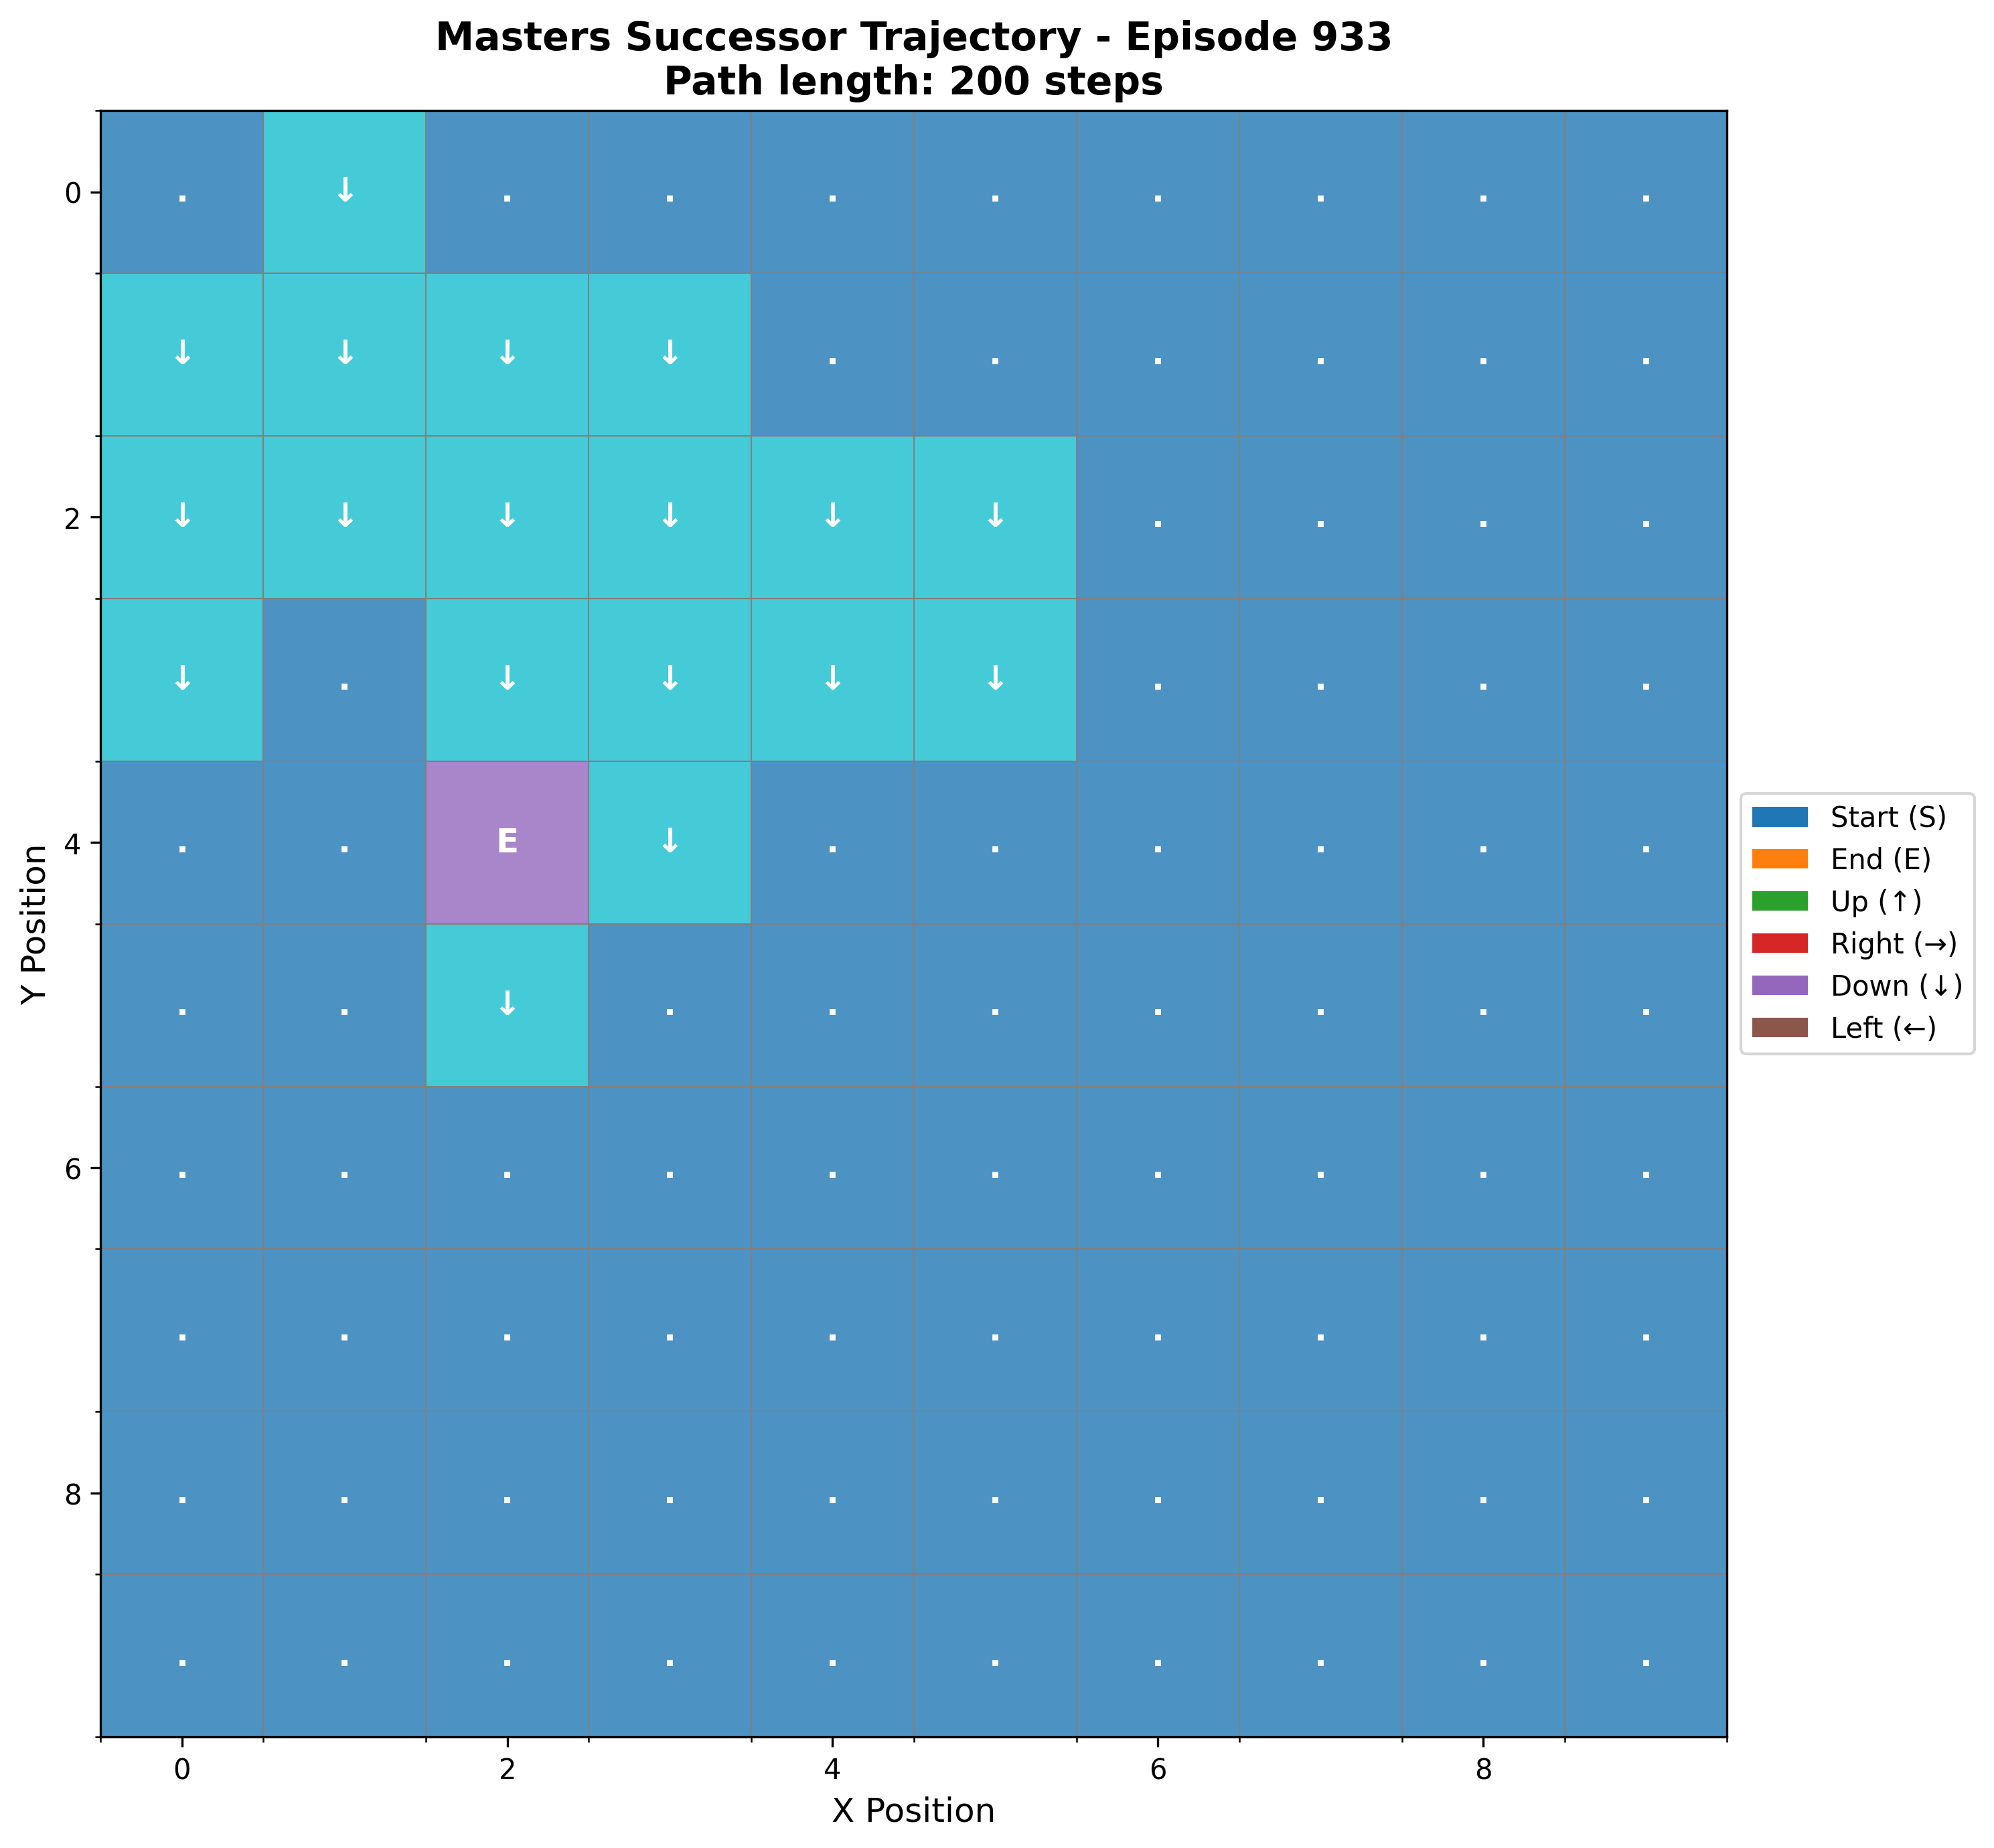 Masters Successor Trajectory - Episode 933
Path length: 200 steps
0 . ↓ . . . . . . . .
↓ ↓ ↓ ↓ . . . . . .
2 ↓ ↓ ↓ ↓ ↓ ↓ . . . .
↓ . ↓ ↓ ↓ ↓ . . . .
4 . . E ↓ . . . . . .
. . ↓ . . . . . . .
6 . . . . . . . . . .
. . . . . . . . . .
8 . . . . . . . . . .
. . . . . . . . . .
0 2 4 6 8
X Position
Y Position
Start (S)
End (E)
Up (↑)
Right (→)
Down (↓)
Left (←)